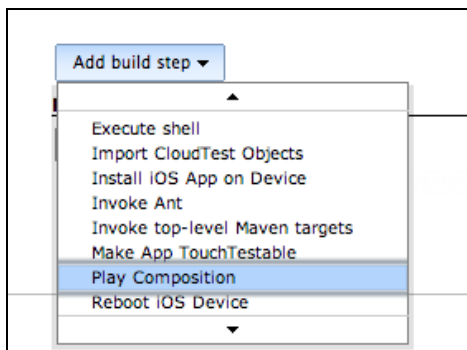 Add build step
Execute shell
Import CloudTest Objects
Install iOS App on Device
Invoke Ant
Invoke top-level Maven targets
Make App TouchTestable
Play Composition
Reboot iOS Device